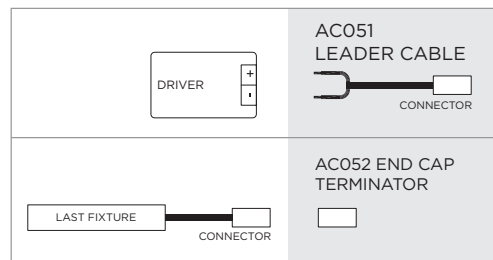 DRIVER
+
-
AC051
LEADER CABLE
CONNECTOR
LAST FIXTURE
CONNECTOR
AC052 END CAP
TERMINATOR